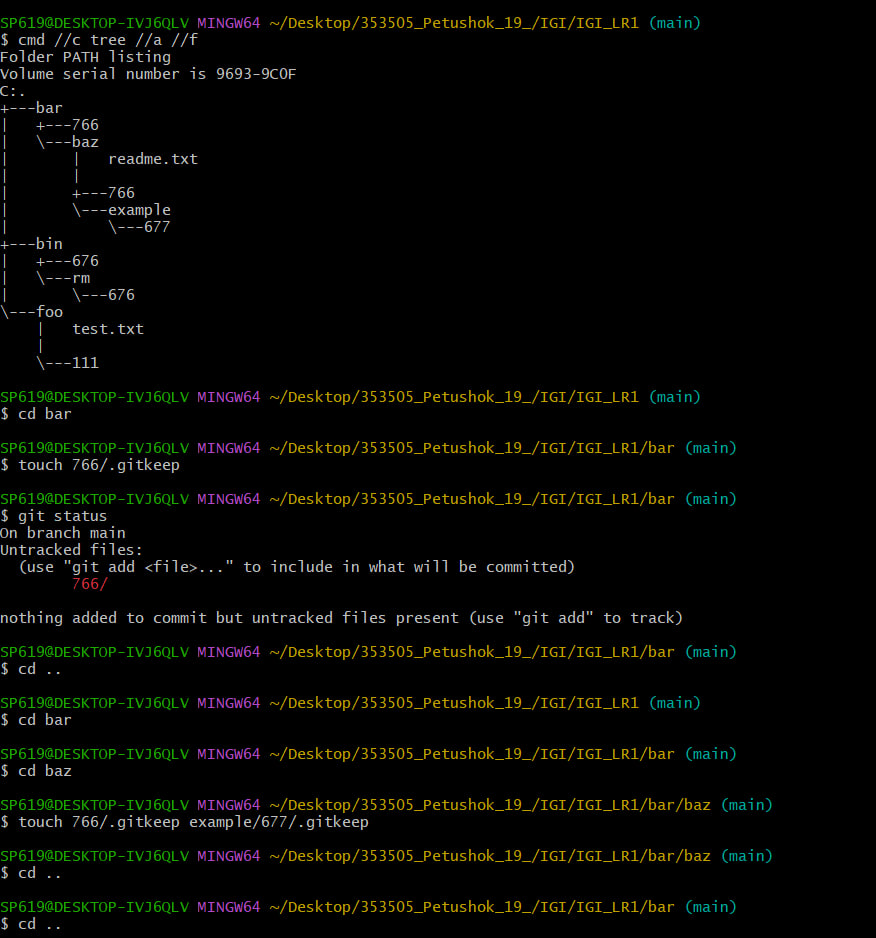 SP619@DESKTOP-IVJ6QLV MINGW64 ~/Desktop/353505_Petushok_19_/IGI/IGI_LR1 (main)
$ cmd //c tree //a //f
Folder PATH listing
Volume serial number is 9693-9C0F
C:.
+---bar
|   +---766
|   \---baz
|       |   readme.txt
|       |
|       +---766
|       \---example
|           \---677
+---bin
|   +---676
|   \---rm
|       \---676
\---foo
    |   test.txt
    |
    \---111

SP619@DESKTOP-IVJ6QLV MINGW64 ~/Desktop/353505_Petushok_19_/IGI/IGI_LR1 (main)
$ cd bar

SP619@DESKTOP-IVJ6QLV MINGW64 ~/Desktop/353505_Petushok_19_/IGI/IGI_LR1/bar (main)
$ touch 766/.gitkeep

SP619@DESKTOP-IVJ6QLV MINGW64 ~/Desktop/353505_Petushok_19_/IGI/IGI_LR1/bar (main)
$ git status
On branch main
Untracked files:
  (use "git add <file>..." to include in what will be committed)
        766/

nothing added to commit but untracked files present (use "git add" to track)

SP619@DESKTOP-IVJ6QLV MINGW64 ~/Desktop/353505_Petushok_19_/IGI/IGI_LR1/bar (main)
$ cd ..

SP619@DESKTOP-IVJ6QLV MINGW64 ~/Desktop/353505_Petushok_19_/IGI/IGI_LR1 (main)
$ cd bar

SP619@DESKTOP-IVJ6QLV MINGW64 ~/Desktop/353505_Petushok_19_/IGI/IGI_LR1/bar (main)
$ cd baz

SP619@DESKTOP-IVJ6QLV MINGW64 ~/Desktop/353505_Petushok_19_/IGI/IGI_LR1/bar/baz (main)
$ touch 766/.gitkeep example/677/.gitkeep

SP619@DESKTOP-IVJ6QLV MINGW64 ~/Desktop/353505_Petushok_19_/IGI/IGI_LR1/bar/baz (main)
$ cd ..

SP619@DESKTOP-IVJ6QLV MINGW64 ~/Desktop/353505_Petushok_19_/IGI/IGI_LR1/bar (main)
$ cd ..